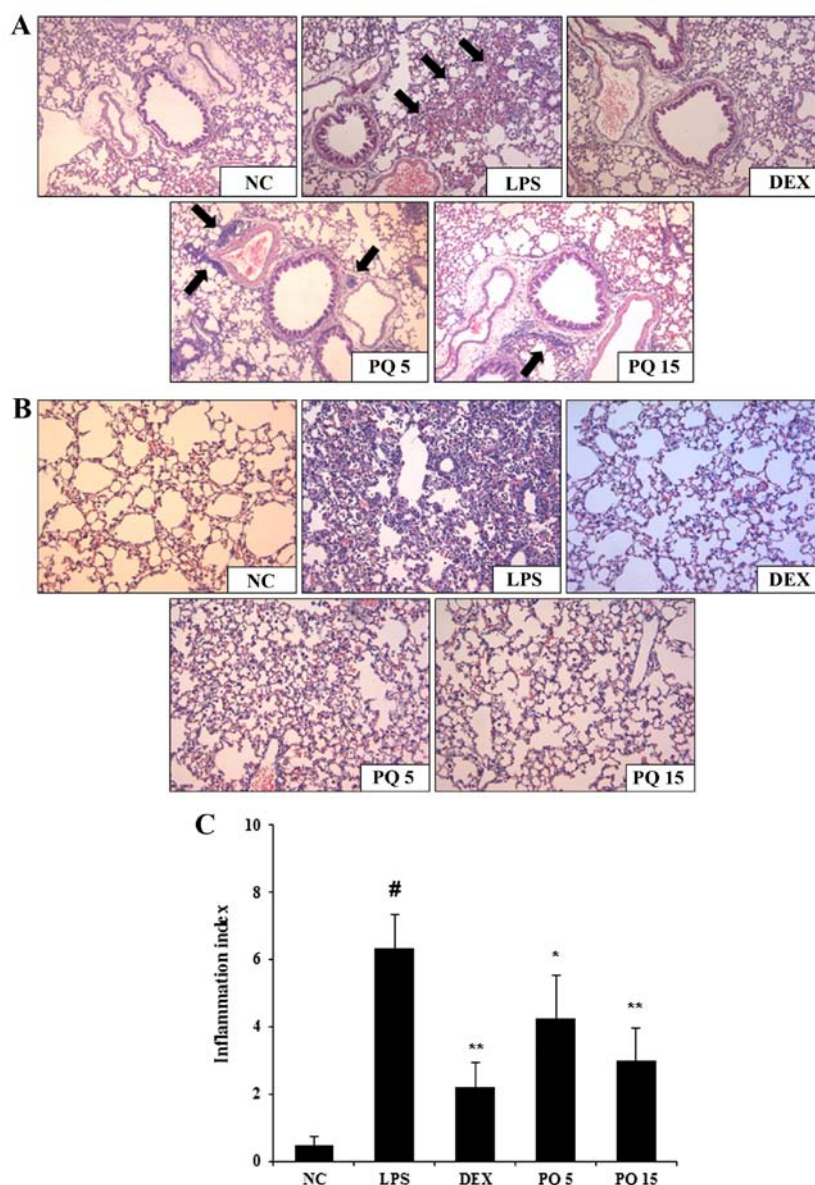 A
NC
LPS
DEX
PQ 5
PQ 15
B
NC
LPS
DEX
PQ 5
PQ 15
C
Inflammation index
10
8
6
4
2
0
#
**
*
**
NC LPS DEX PQ 5 PQ 15